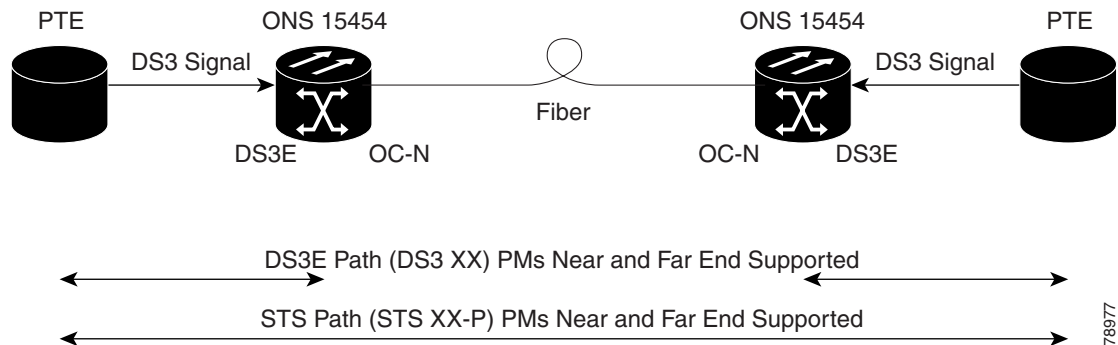 PTE ONS 15454 ONS 15454 PTE
DS3 Signal DS3 Signal
Fiber
DS3E OC-N OC-N DS3E
DS3E Path (DS3 XX) PMs Near and Far End Supported
STS Path (STS XX-P) PMs Near and Far End Supported
78977